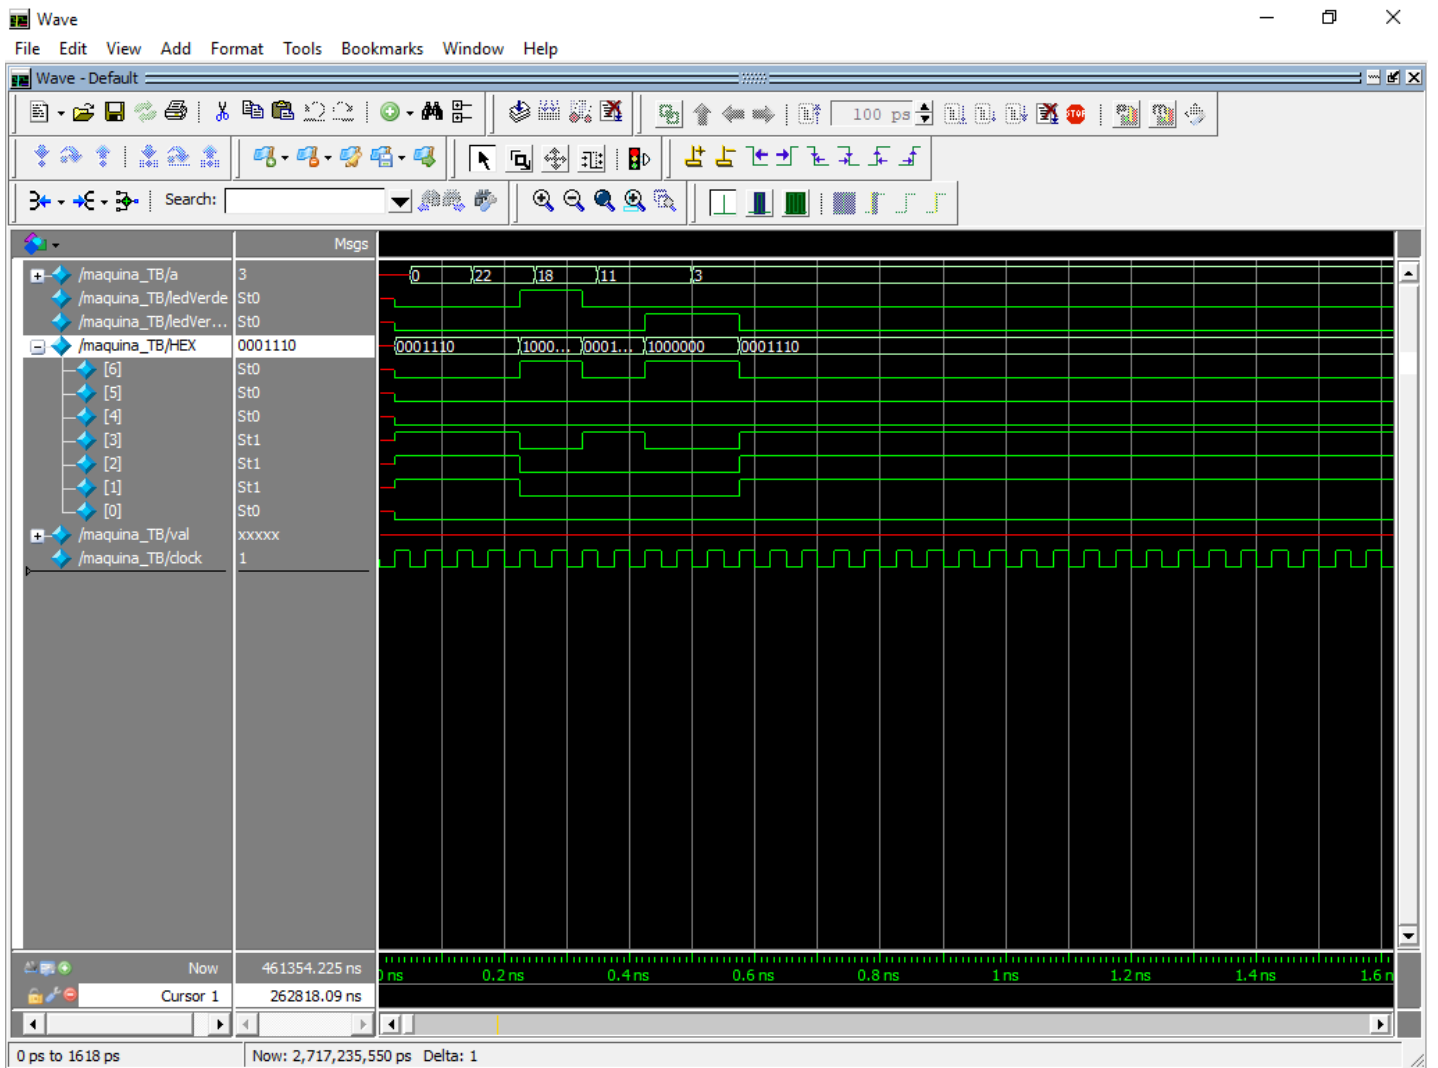 Wave
File Edit View Add Format Tools Bookmarks Window Help
Wave - Default
100 ps
STOP
Search:
Msgs
/maquina_TB/a 3 0 22 18 11 3
/maquina_TB/ledVerde St0
/maquina_TB/ledVer... St0
/maquina_TB/HEX 0001110 0001110 1000... 0001... 1000000 0001110
[6] St0
[5] St0
[4] St0
[3] St1
[2] St1
[1] St1
[0] St0
/maquina_TB/val xxxxx
/maquina_TB/clock 1
Now 461354.225 ns ns 0.2 ns 0.4 ns 0.6 ns 0.8 ns 1 ns 1.2 ns 1.4 ns 1.6 n
Cursor 1 262818.09 ns
0 ps to 1618 ps Now: 2,717,235,550 ps Delta: 1